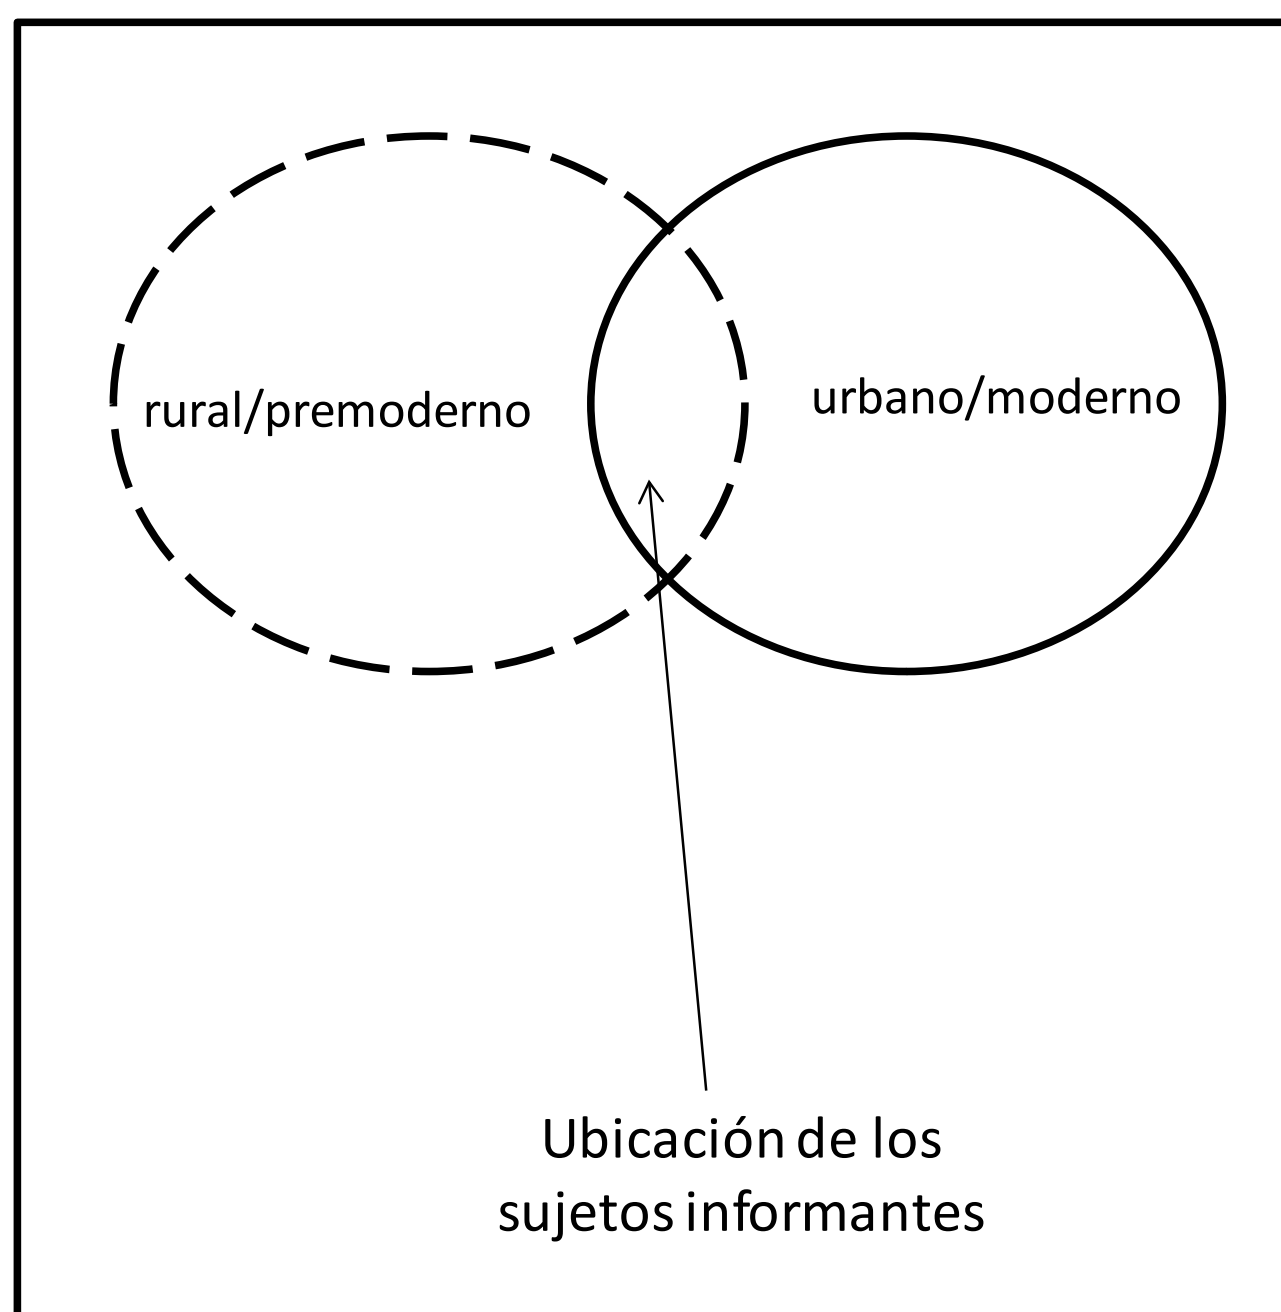 rural/premoderno
urbano/moderno
Ubicación de los
sujetos informantes